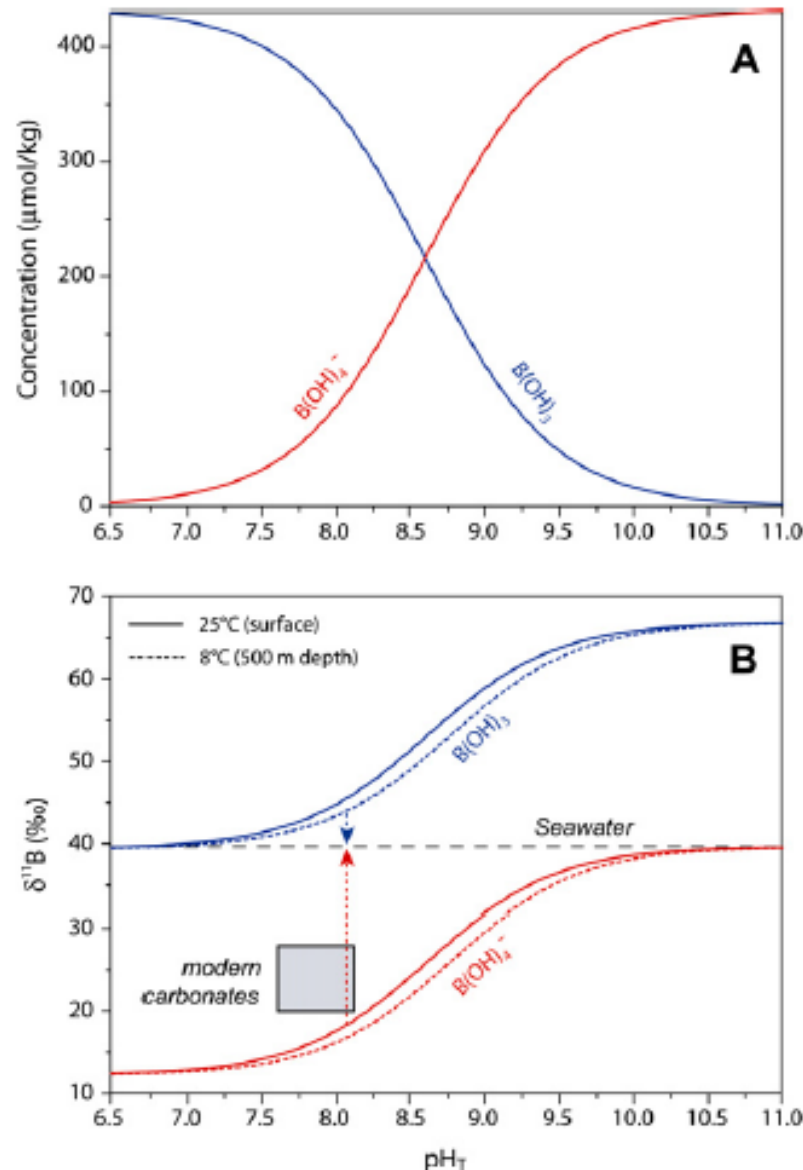 A
Concentration (µmol/kg)
400
300
200
100
0
B(OH)₄⁻
B(OH)₃
6.5 7.0 7.5 8.0 8.5 9.0 9.5 10.0 10.5 11.0
B
25°C (surface)
8°C (500 m depth)
δ¹¹B (‰)
70
60
50
40
30
20
10
B(OH)₃
Seawater
modern
carbonates
B(OH)₄⁻
6.5 7.0 7.5 8.0 8.5 9.0 9.5 10.0 10.5 11.0
pH_T